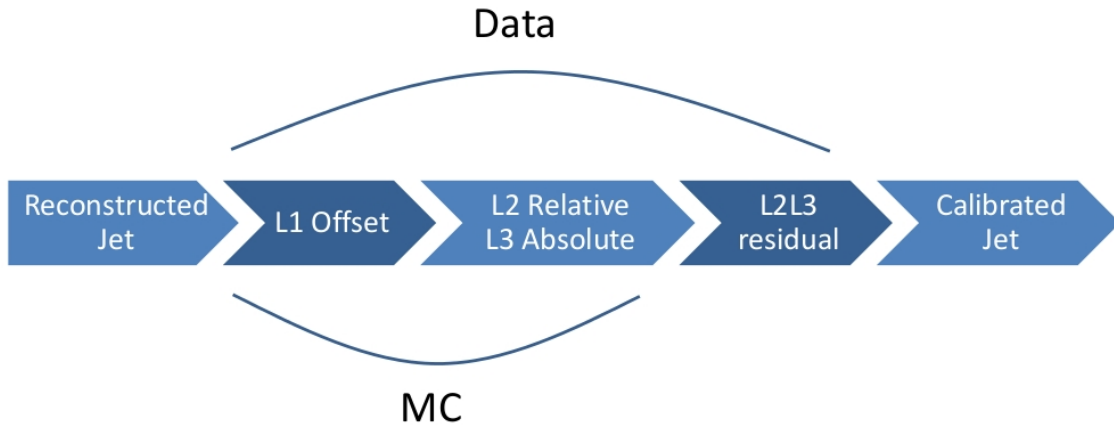 Data
Reconstructed
Jet
L1 Offset
L2 Relative
L3 Absolute
L2L3
residual
Calibrated
Jet
MC